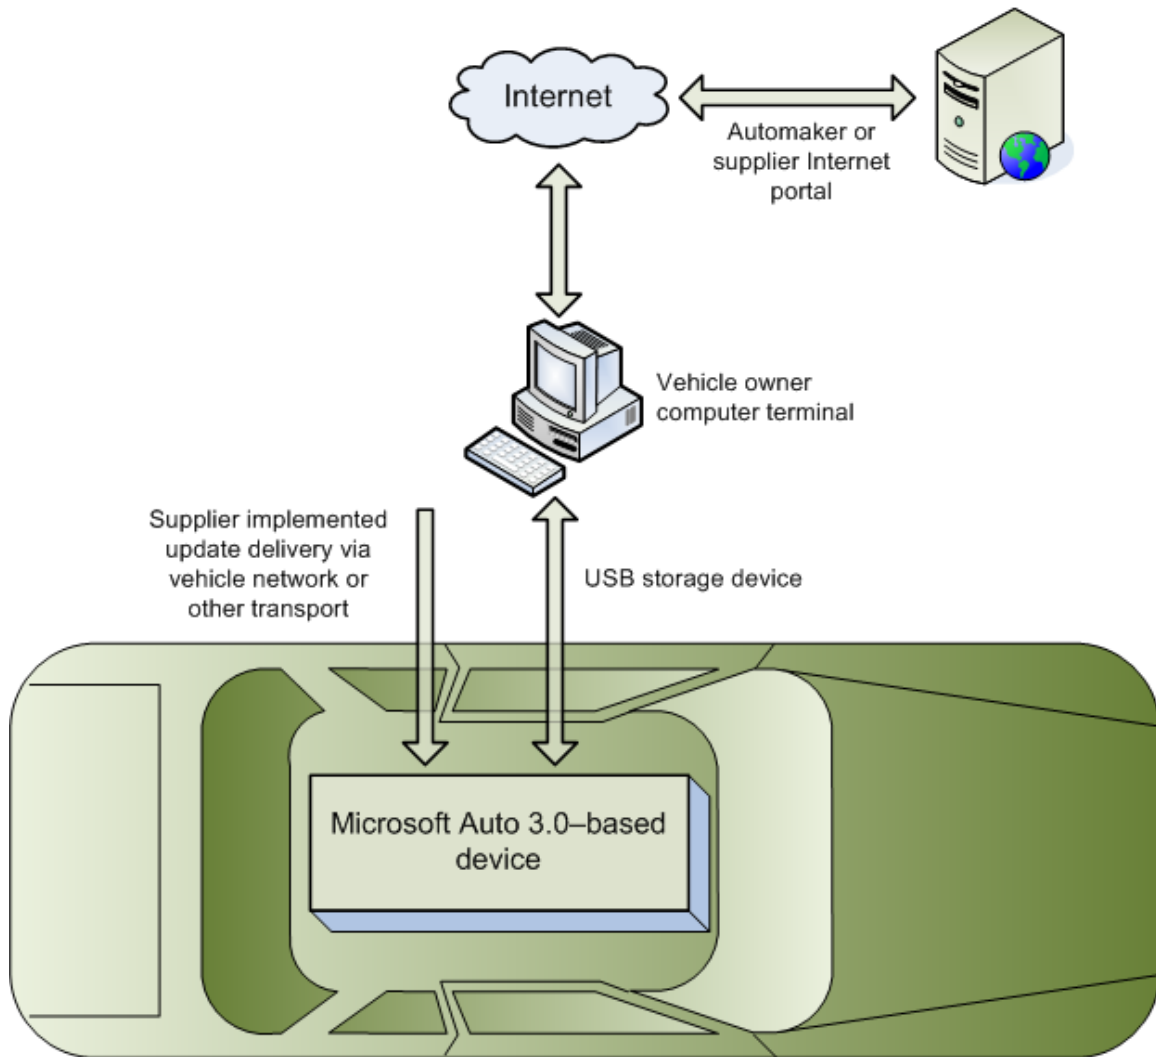 Internet
Automaker or
supplier Internet
portal
Vehicle owner
computer terminal
Supplier implemented
update delivery via
vehicle network or
other transport
USB storage device
Microsoft Auto 3.0–based
device